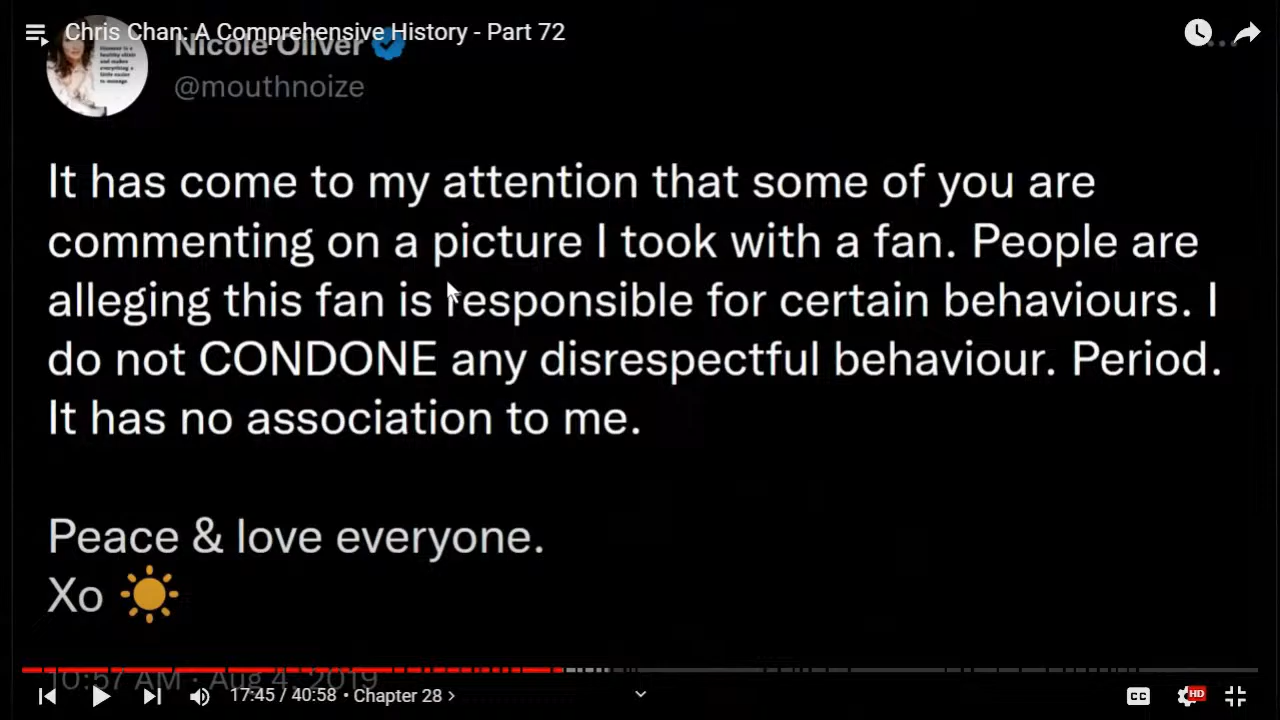 Chris Chan: A Comprehensive History - Part 72
Nicole Oliver
@mouthnoize
It has come to my attention that some of you are
commenting on a picture I took with a fan. People are
alleging this fan is responsible for certain behaviours. I
do not CONDONE any disrespectful behaviour. Period.
It has no association to me.
Peace & love everyone.
Xo
10:57 AM · Aug 4, 2019
17:45 / 40:58 • Chapter 28 >
CC
HD